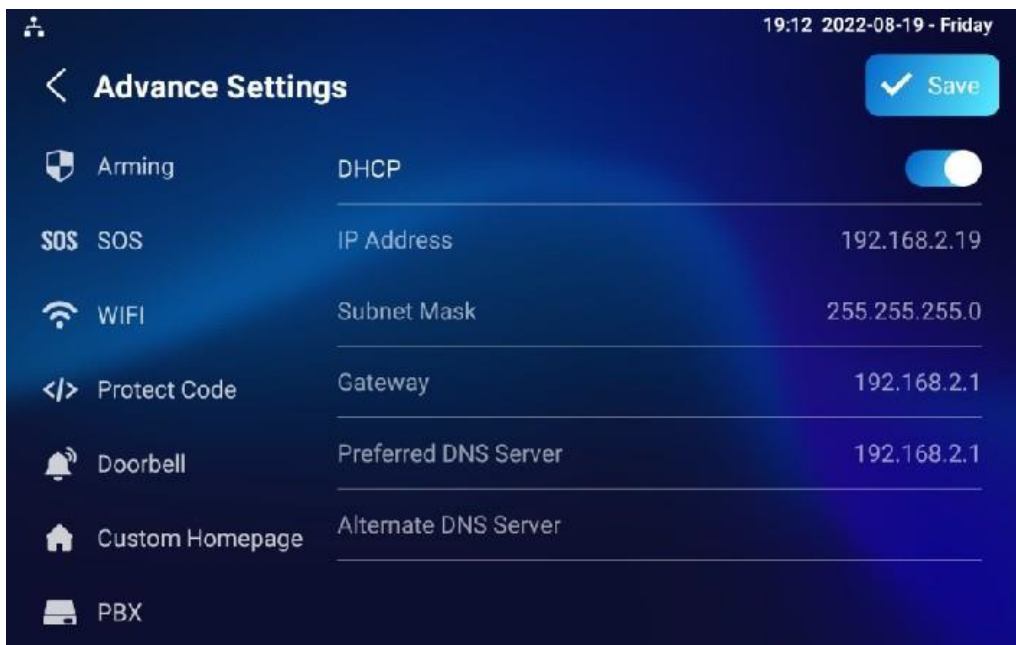 19:12 2022-08-19 - Friday
Advance Settings
Save
Arming
DHCP
SOS SOS
IP Address
192.168.2.19
WIFI
Subnet Mask
255.255.255.0
</> Protect Code
Gateway
192.168.2.1
Doorbell
Preferred DNS Server
192.168.2.1
Custom Homepage
Alternate DNS Server
PBX